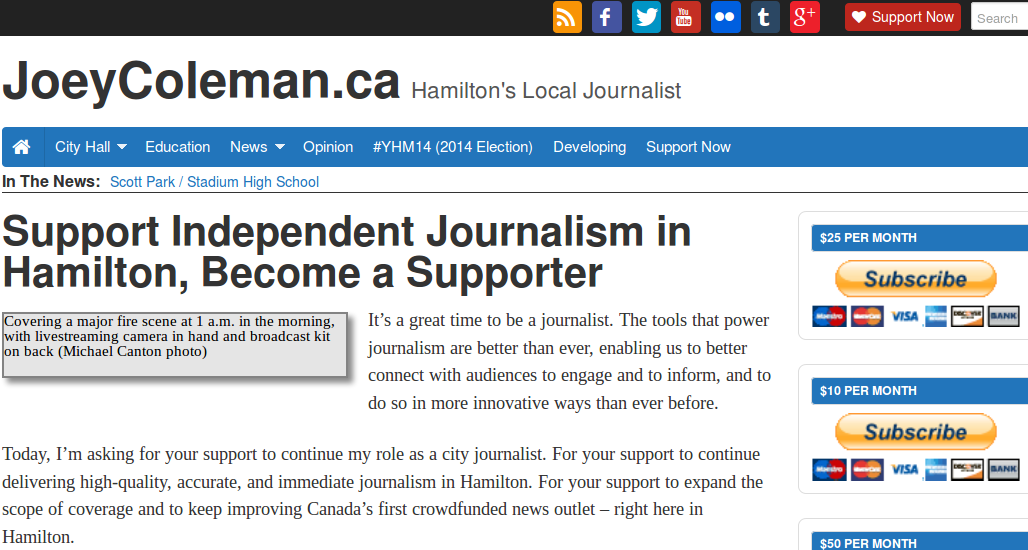 You Tube
g+
Support Now
Search
JoeyColeman.ca Hamilton's Local Journalist
City Hall Education News Opinion #YHM14 (2014 Election) Developing Support Now
In The News: Scott Park / Stadium High School
Support Independent Journalism in
Hamilton, Become a Supporter
Covering a major fire scene at 1 a.m. in the morning,
with livestreaming camera in hand and broadcast kit
on back (Michael Canton photo)
It’s a great time to be a journalist. The tools that power
journalism are better than ever, enabling us to better
connect with audiences to engage and to inform, and to
do so in more innovative ways than ever before.
Today, I’m asking for your support to continue my role as a city journalist. For your support to continue
delivering high-quality, accurate, and immediate journalism in Hamilton. For your support to expand the
scope of coverage and to keep improving Canada’s first crowdfunded news outlet – right here in
Hamilton.
$25 PER MONTH
Subscribe
Maestro MasterCard VISA DISCOVER BANK
$10 PER MONTH
Subscribe
Maestro MasterCard VISA DISCOVER BANK
$50 PER MONTH